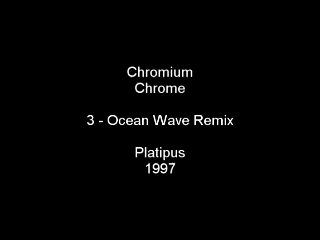 Chromium
Chrome
3 - Ocean Wave Remix
Platipus
1997